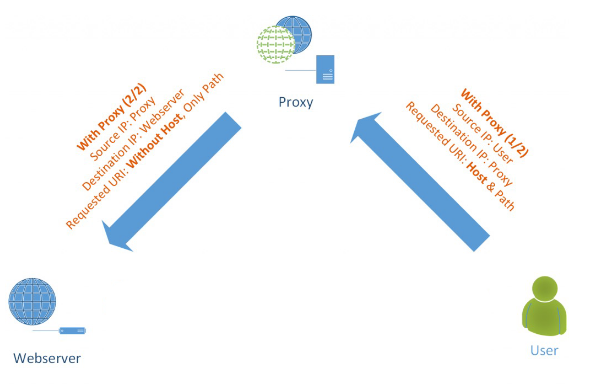 Proxy
With Proxy (2/2)
Source IP: Proxy
Destination IP: Webserver
Requested URI: Without Host, Only Path
With Proxy (1/2)
Source IP: User
Destination IP: Proxy
Requested URI: Host & Path
Webserver
User